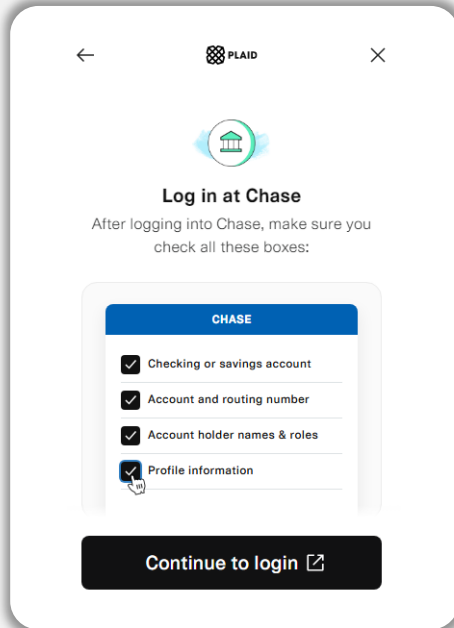 PLAID
Log in at Chase
After logging into Chase, make sure you
check all these boxes:
CHASE
Checking or savings account
Account and routing number
Account holder names & roles
Profile information
Continue to login